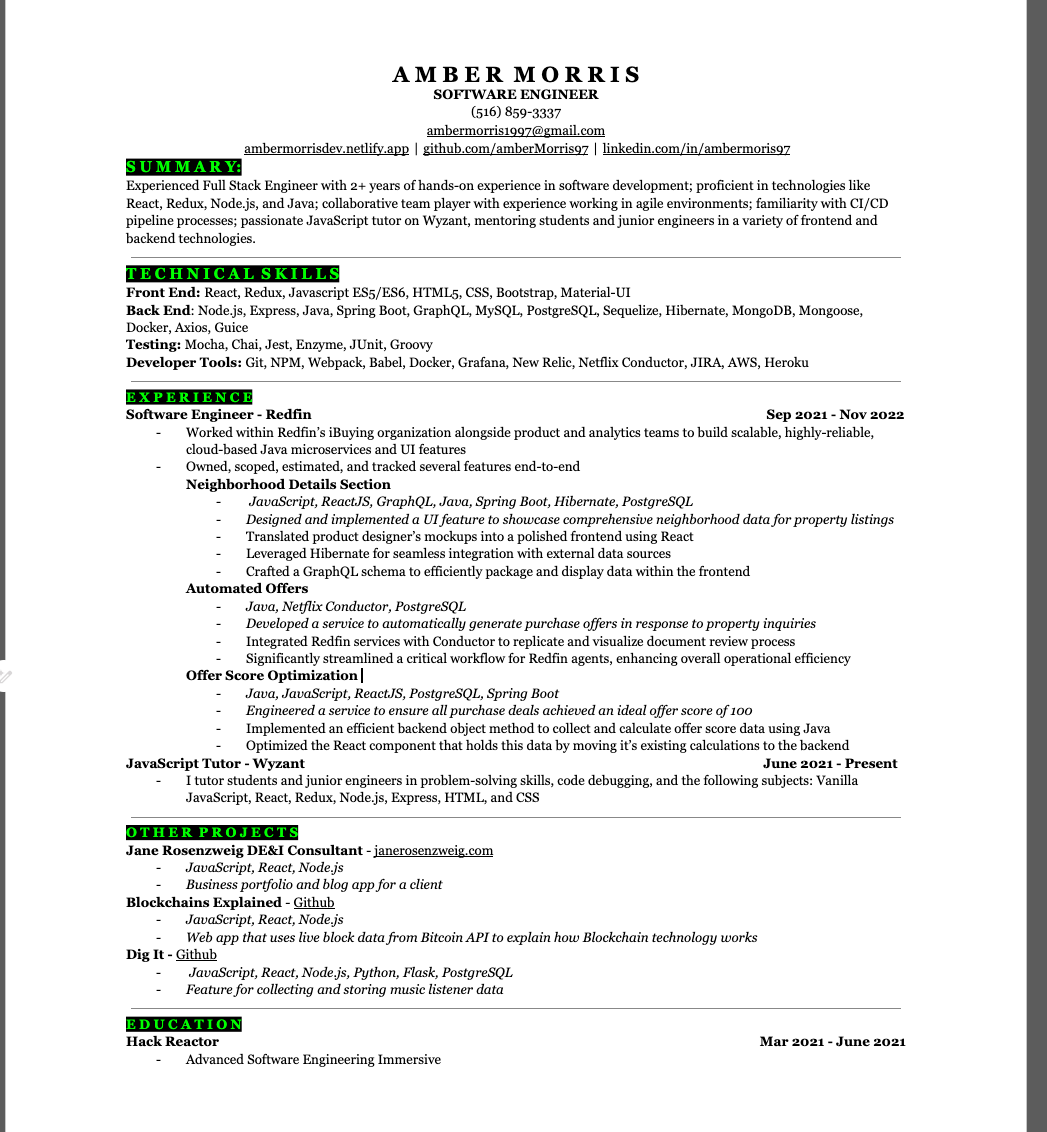 AMBER MORRIS
SOFTWARE ENGINEER
(516) 859-3337
ambermorris1997@gmail.com
ambermorrisdev.netlify.app | github.com/amberMorris97 | linkedin.com/in/ambermoris97
SUMMARY:
Experienced Full Stack Engineer with 2+ years of hands-on experience in software development; proficient in technologies like
React, Redux, Node.js, and Java; collaborative team player with experience working in agile environments; familiarity with CI/CD
pipeline processes; passionate JavaScript tutor on Wyzant, mentoring students and junior engineers in a variety of frontend and
backend technologies.
TECHNICAL SKILLS
Front End: React, Redux, Javascript ES5/ES6, HTML5, CSS, Bootstrap, Material-UI
Back End: Node.js, Express, Java, Spring Boot, GraphQL, MySQL, PostgreSQL, Sequelize, Hibernate, MongoDB, Mongoose,
Docker, Axios, Guice
Testing: Mocha, Chai, Jest, Enzyme, JUnit, Groovy
Developer Tools: Git, NPM, Webpack, Babel, Docker, Grafana, New Relic, Netflix Conductor, JIRA, AWS, Heroku
EXPERIENCE
Software Engineer - Redfin Sep 2021 - Nov 2022
- Worked within Redfin's iBuying organization alongside product and analytics teams to build scalable, highly-reliable,
cloud-based Java microservices and UI features
- Owned, scoped, estimated, and tracked several features end-to-end
Neighborhood Details Section
- JavaScript, ReactJS, GraphQL, Java, Spring Boot, Hibernate, PostgreSQL
- Designed and implemented a UI feature to showcase comprehensive neighborhood data for property listings
- Translated product designer's mockups into a polished frontend using React
- Leveraged Hibernate for seamless integration with external data sources
- Crafted a GraphQL schema to efficiently package and display data within the frontend
Automated Offers
- Java, Netflix Conductor, PostgreSQL
- Developed a service to automatically generate purchase offers in response to property inquiries
- Integrated Redfin services with Conductor to replicate and visualize document review process
- Significantly streamlined a critical workflow for Redfin agents, enhancing overall operational efficiency
Offer Score Optimization
- Java, JavaScript, ReactJS, PostgreSQL, Spring Boot
- Engineered a service to ensure all purchase deals achieved an ideal offer score of 100
- Implemented an efficient backend object method to collect and calculate offer score data using Java
- Optimized the React component that holds this data by moving it's existing calculations to the backend
JavaScript Tutor - Wyzant June 2021 - Present
- I tutor students and junior engineers in problem-solving skills, code debugging, and the following subjects: Vanilla
JavaScript, React, Redux, Node.js, Express, HTML, and CSS
OTHER PROJECTS
Jane Rosenzweig DE&I Consultant - janerosenzweig.com
- JavaScript, React, Node.js
- Business portfolio and blog app for a client
Blockchains Explained - Github
- JavaScript, React, Node.js
- Web app that uses live block data from Bitcoin API to explain how Blockchain technology works
Dig It - Github
- JavaScript, React, Node.js, Python, Flask, PostgreSQL
- Feature for collecting and storing music listener data
EDUCATION
Hack Reactor Mar 2021 - June 2021
- Advanced Software Engineering Immersive